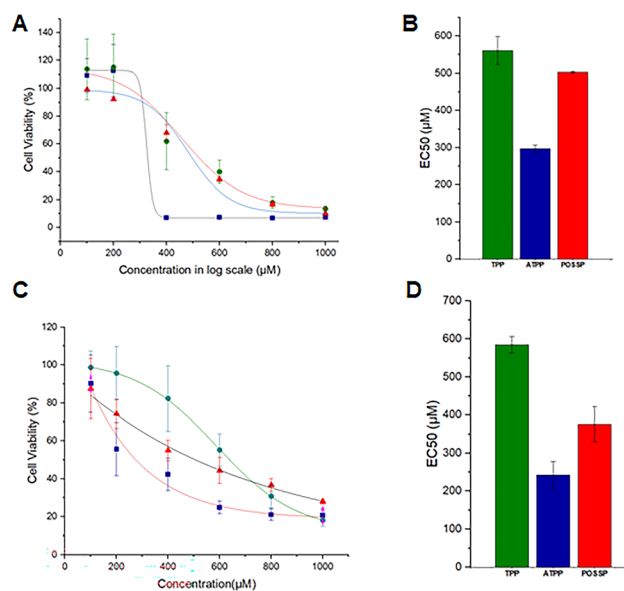 A
140
120
100
80
60
40
20
0
Cell Viability (%)
0 200 400 600 800 1000
Concentration in log scale (µM)
B
600
500
400
300
200
100
0
EC50 (µM)
TPP ATPP POSSP
C
120
100
80
60
40
20
0
Cell Viability (%)
0 200 400 600 800 1000
Concentration(µM)
D
700
600
500
400
300
200
100
0
EC50 (µM)
TPP ATPP POSSP